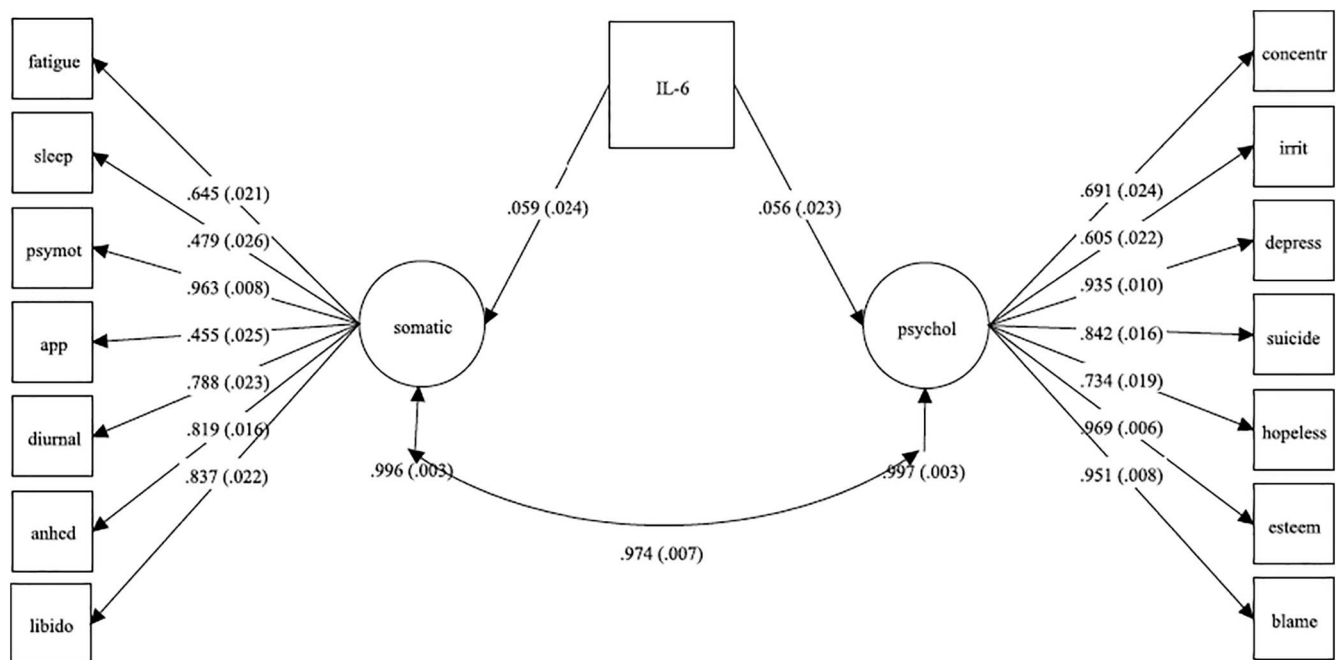 fatigue
sleep
psymot
app
diurnal
anhed
libido
.645 (.021)
.479 (.026)
.963 (.008)
.455 (.025)
.788 (.023)
.819 (.016)
.837 (.022)
somatic
IL-6
.059 (.024)
.056 (.023)
.996 (.003)
.997 (.003)
.974 (.007)
psychol
.691 (.024)
.605 (.022)
.935 (.010)
.842 (.016)
.734 (.019)
.969 (.006)
.951 (.008)
concentr
irrit
depress
suicide
hopeless
esteem
blame